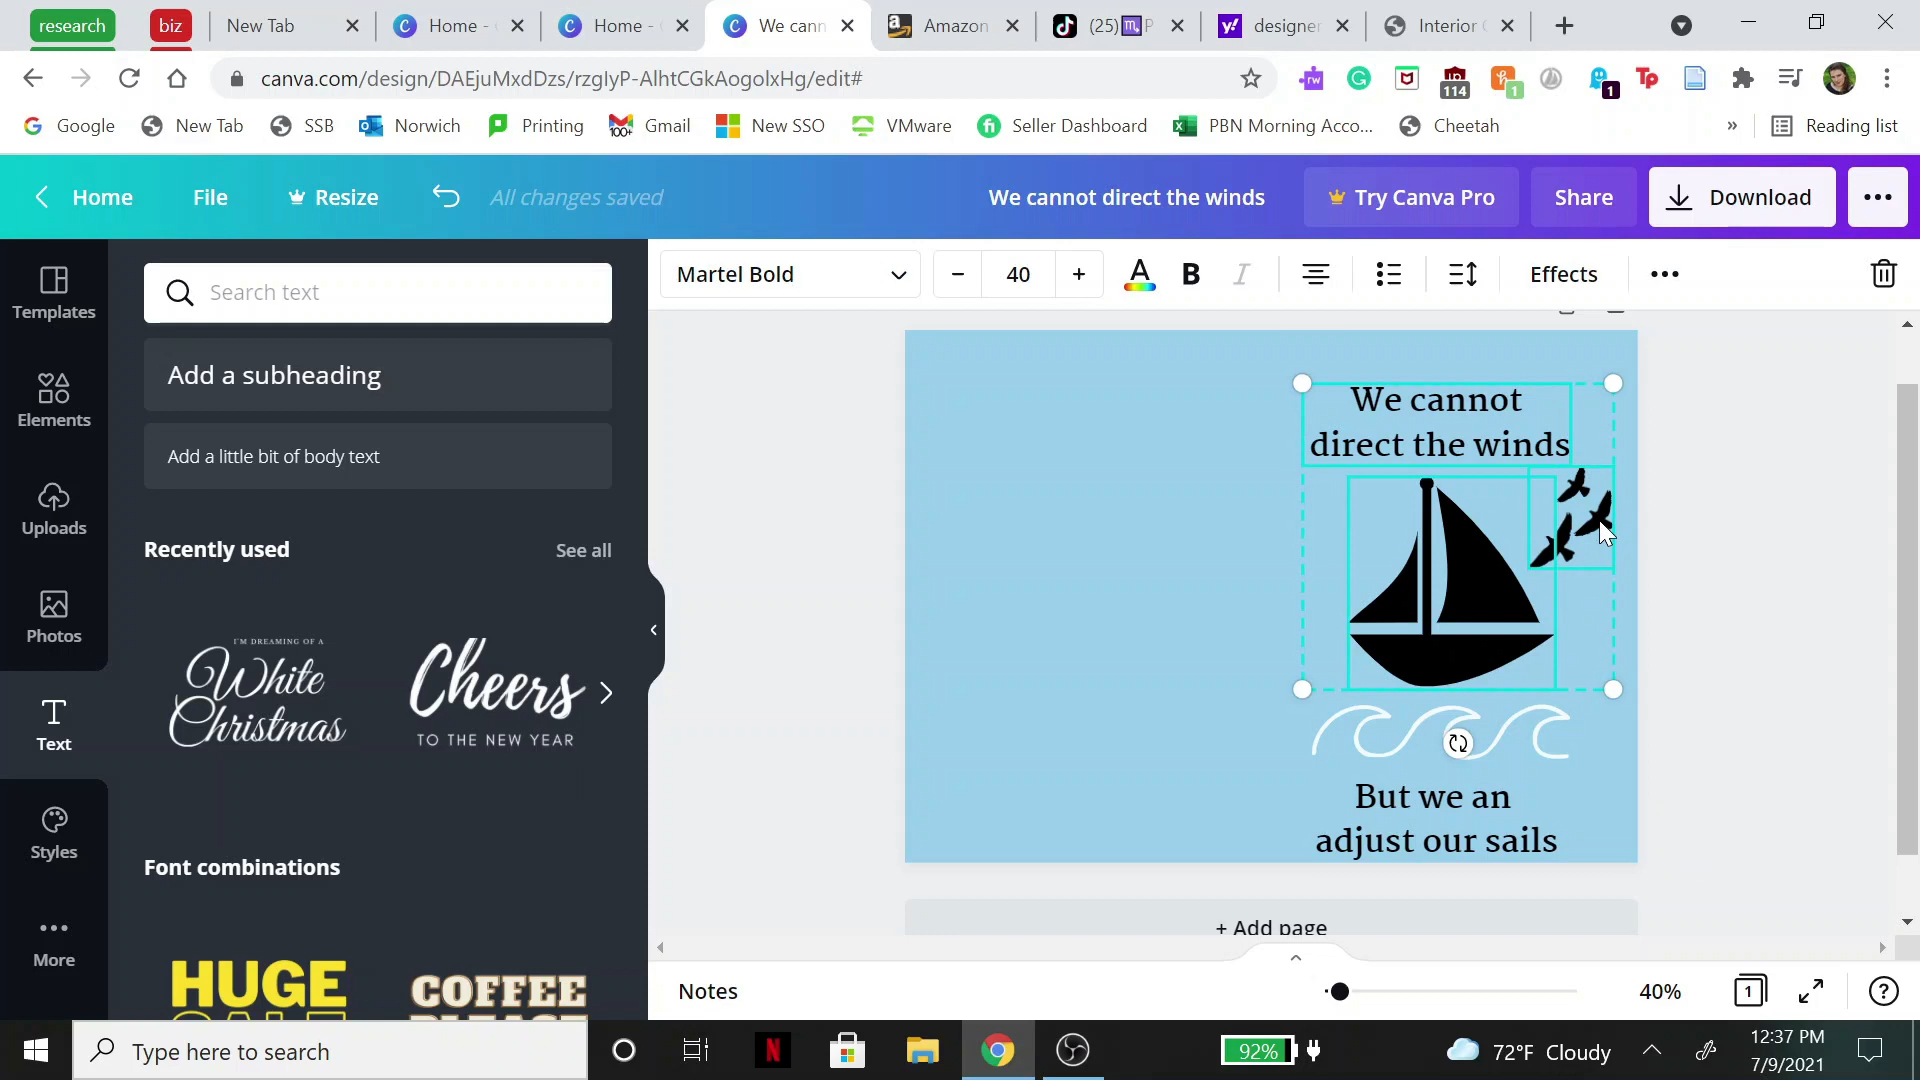 research
biz
New Tab
Home -
Home -
We cann
Amazon
(25) P
designer
Interior
canva.com/design/DAEjuMxdDzs/rzglyP-AlhtCGkAogolxHg/edit#
114
1
1
Google
New Tab
SSB
Norwich
Printing
Gmail
New SSO
VMware
Seller Dashboard
PBN Morning Acco...
Cheetah
»
Reading list
Home
File
Resize
All changes saved
We cannot direct the winds
Try Canva Pro
Share
Download
Templates
Elements
Uploads
Photos
Text
Styles
More
Search text
Add a subheading
Add a little bit of body text
Recently used
See all
I'M DREAMING OF A
White
Christmas
Cheers
TO THE NEW YEAR
Font combinations
HUGE
SALE
COFFEE
PLEASE
Martel Bold
− 40 +
A
B
I
Effects
We cannot
direct the winds
But we an
adjust our sails
+ Add page
Notes
40%
1
?
Type here to search
92%
72°F Cloudy
12:37 PM
7/9/2021